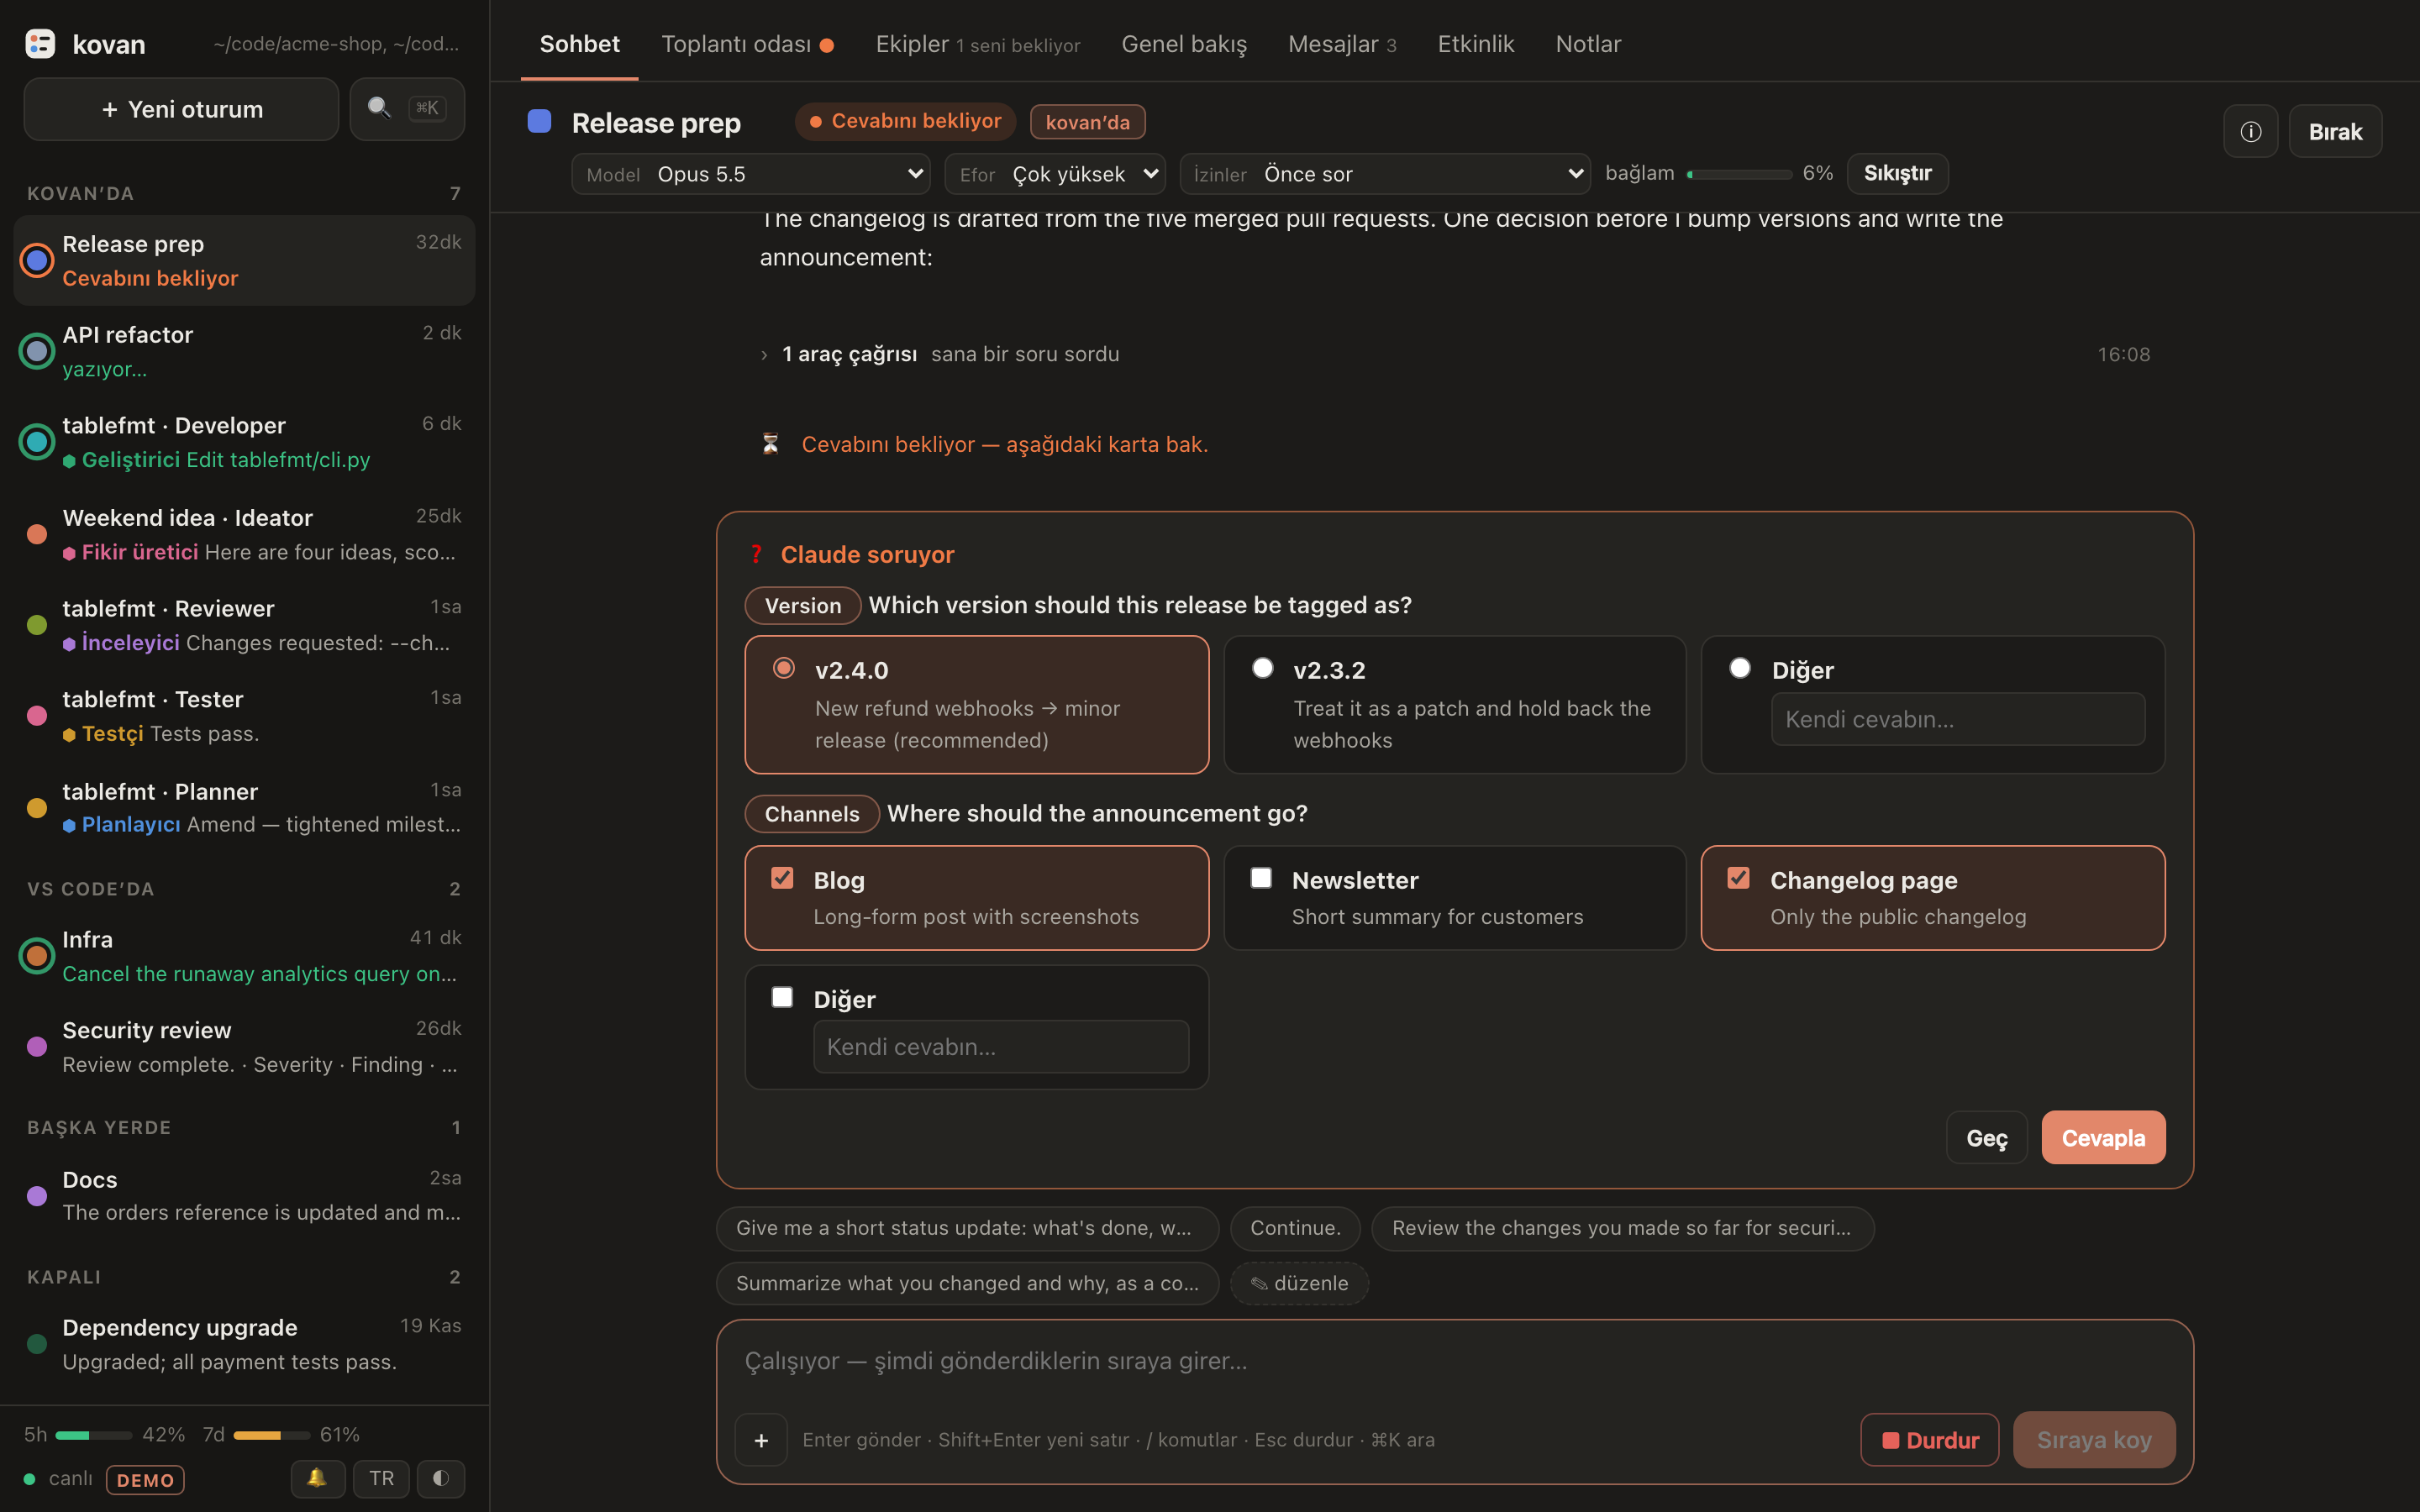 kovan
~/code/acme-shop, ~/cod...
+ Yeni oturum
⌘K
KOVAN'DA 7
Release prep 32dk
Cevabını bekliyor
API refactor 2 dk
yazıyor...
tablefmt · Developer 6 dk
Geliştirici Edit tablefmt/cli.py
Weekend idea · Ideator 25dk
Fikir üretici Here are four ideas, sco...
tablefmt · Reviewer 1sa
İnceleyici Changes requested: --ch...
tablefmt · Tester 1sa
Testçi Tests pass.
tablefmt · Planner 1sa
Planlayıcı Amend — tightened milest...
VS CODE'DA 2
Infra 41 dk
Cancel the runaway analytics query on...
Security review 26dk
Review complete. · Severity · Finding · ...
BAŞKA YERDE 1
Docs 2sa
The orders reference is updated and m...
KAPALI 2
Dependency upgrade 19 Kas
Upgraded; all payment tests pass.
5h 42% 7d 61%
canlı DEMO TR
Sohbet Toplantı odası Ekipler 1 seni bekliyor Genel bakış Mesajlar 3 Etkinlik Notlar
Release prep Cevabını bekliyor kovan'da Bırak
Model Opus 5.5 Efor Çok yüksek İzinler Önce sor bağlam 6% Sıkıştır
The changelog is drafted from the five merged pull requests. One decision before I bump versions and write the
announcement:
› 1 araç çağrısı sana bir soru sordu 16:08
Cevabını bekliyor — aşağıdaki karta bak.
? Claude soruyor
Version Which version should this release be tagged as?
v2.4.0
New refund webhooks → minor
release (recommended)
v2.3.2
Treat it as a patch and hold back the
webhooks
Diğer
Kendi cevabın...
Channels Where should the announcement go?
Blog
Long-form post with screenshots
Newsletter
Short summary for customers
Changelog page
Only the public changelog
Diğer
Kendi cevabın...
Geç Cevapla
Give me a short status update: what's done, w... Continue. Review the changes you made so far for securi...
Summarize what you changed and why, as a co... ✎ düzenle
Çalışıyor — şimdi gönderdiklerin sıraya girer...
+ Enter gönder · Shift+Enter yeni satır · / komutlar · Esc durdur · ⌘K ara
Durdur Sıraya koy